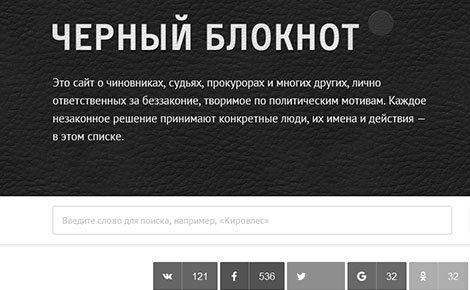 ЧЕРНЫЙ БЛОКНОТ
Это сайт о чиновниках, судьях, прокурорах и многих других, лично
ответственных за беззаконие, творимое по политическим мотивам. Каждое
незаконное решение принимают конкретные люди, их имена и действия —
в этом списке.
Введите слово для поиска, например, «Кировлес»
121 536 32 32